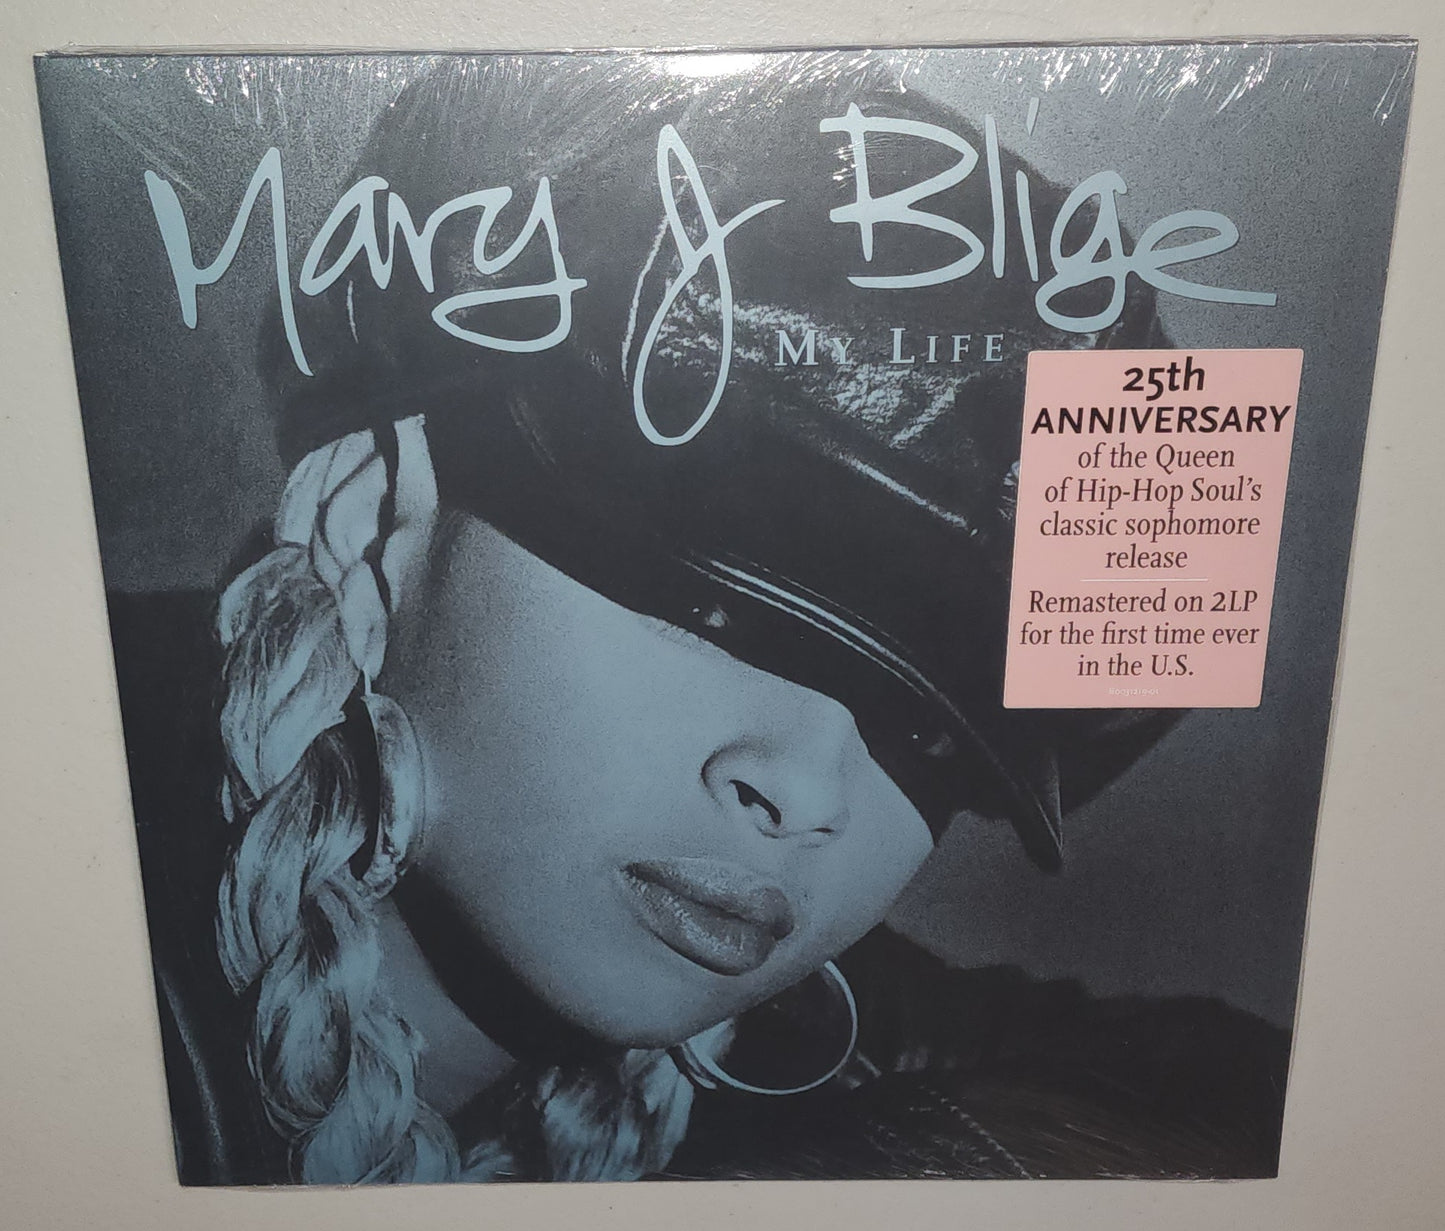 Mary J Blige
My Life
25th
ANNIVERSARY
of the Queen
of Hip-Hop Soul's
classic sophomore
release
Remastered on 2LP
for the first time ever
in the U.S.